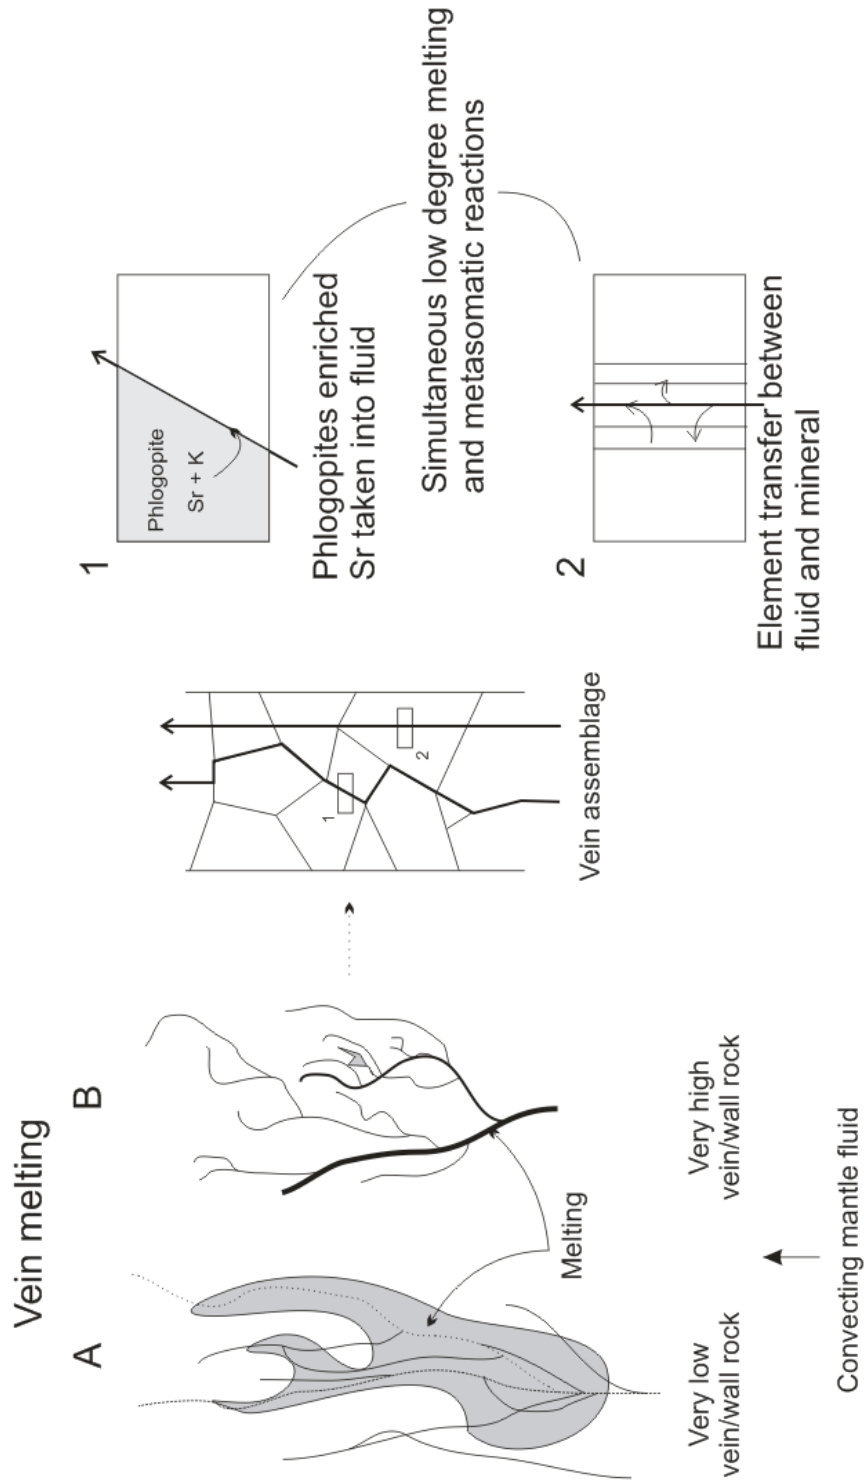 Vein melting
A
B
Melting
Very low
vein/wall rock
Very high
vein/wall rock
Convecting mantle fluid
1
2
Vein assemblage
1
Phlogopite
Sr + K
Phlogopites enriched
Sr taken into fluid
Simultaneous low degree melting
and metasomatic reactions
2
Element transfer between
fluid and mineral